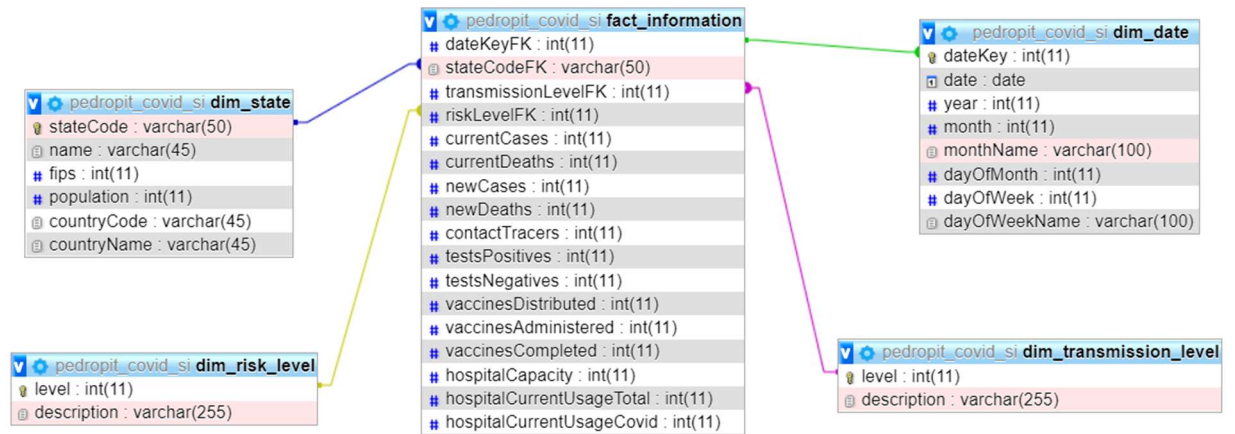 v pedropit_covid_si dim_state
stateCode : varchar(50)
name : varchar(45)
# fips : int(11)
# population : int(11)
countryCode : varchar(45)
countryName : varchar(45)
v pedropit_covid_si dim_risk_level
level : int(11)
description : varchar(255)
v pedropit_covid_si fact_information
# dateKeyFK : int(11)
stateCodeFK : varchar(50)
# transmissionLevelFK : int(11)
# riskLevelFK : int(11)
# currentCases : int(11)
# currentDeaths : int(11)
# newCases : int(11)
# newDeaths : int(11)
# contactTracers : int(11)
# testsPositives : int(11)
# testsNegatives : int(11)
# vaccinesDistributed : int(11)
# vaccinesAdministered : int(11)
# vaccinesCompleted : int(11)
# hospitalCapacity : int(11)
# hospitalCurrentUsageTotal : int(11)
# hospitalCurrentUsageCovid : int(11)
v pedropit_covid_si dim_date
dateKey : int(11)
date : date
# year : int(11)
# month : int(11)
monthName : varchar(100)
# dayOfMonth : int(11)
# dayOfWeek : int(11)
dayOfWeekName : varchar(100)
v pedropit_covid_si dim_transmission_level
level : int(11)
description : varchar(255)